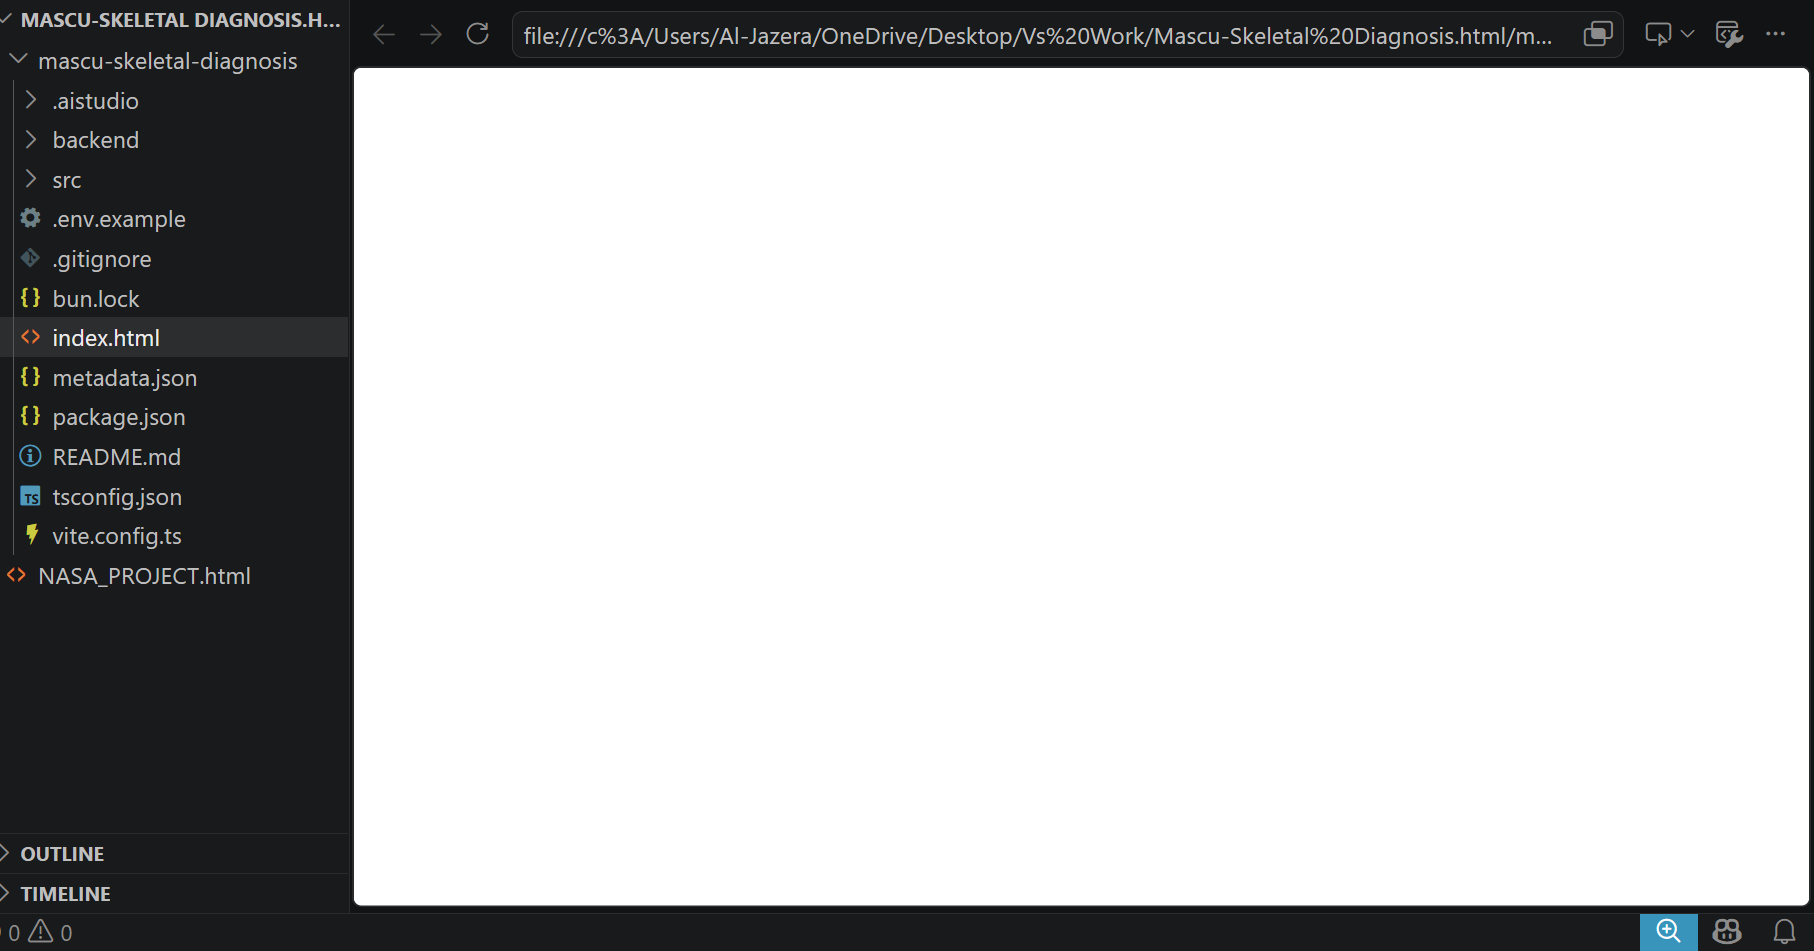 MASCU-SKELETAL DIAGNOSIS.H...
mascu-skeletal-diagnosis
.aistudio
backend
src
.env.example
.gitignore
{} bun.lock
<> index.html
{} metadata.json
{} package.json
README.md
TS tsconfig.json
vite.config.ts
<> NASA_PROJECT.html
OUTLINE
TIMELINE
0 0
file:///c%3A/Users/Al-Jazera/OneDrive/Desktop/Vs%20Work/Mascu-Skeletal%20Diagnosis.html/m...